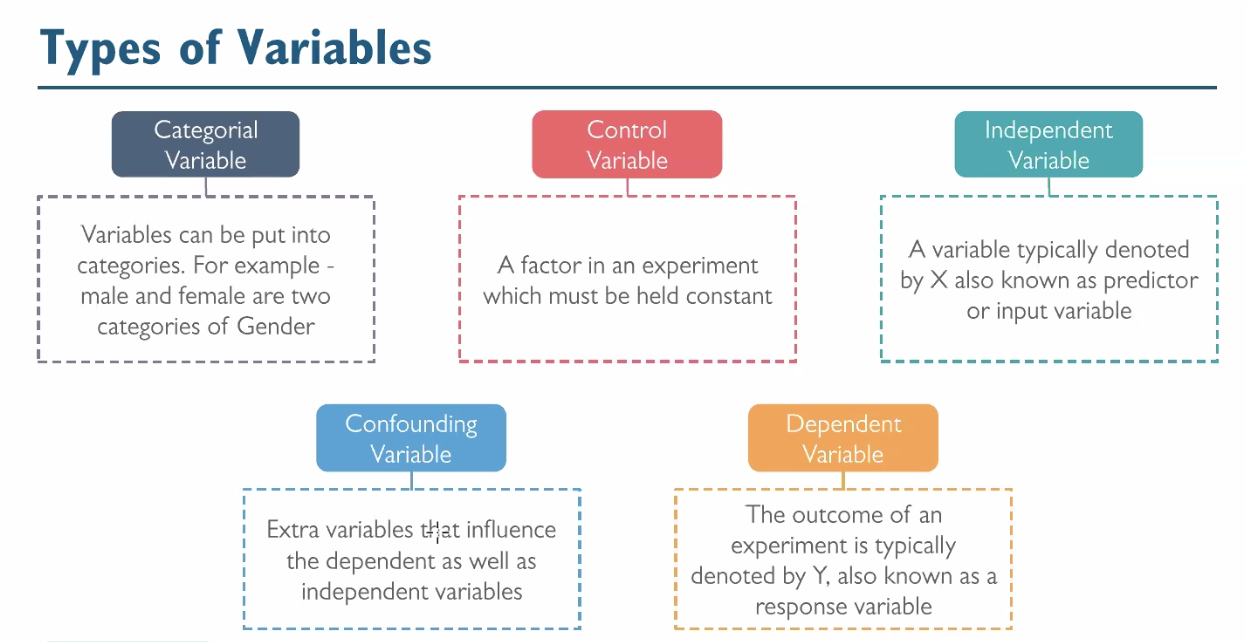 Types of Variables
Categorial
Variable
Variables can be put into
categories. For example -
male and female are two
categories of Gender
Control
Variable
A factor in an experiment
which must be held constant
Independent
Variable
A variable typically denoted
by X also known as predictor
or input variable
Confounding
Variable
Extra variables that influence
the dependent as well as
independent variables
Dependent
Variable
The outcome of an
experiment is typically
denoted by Y, also known as a
response variable